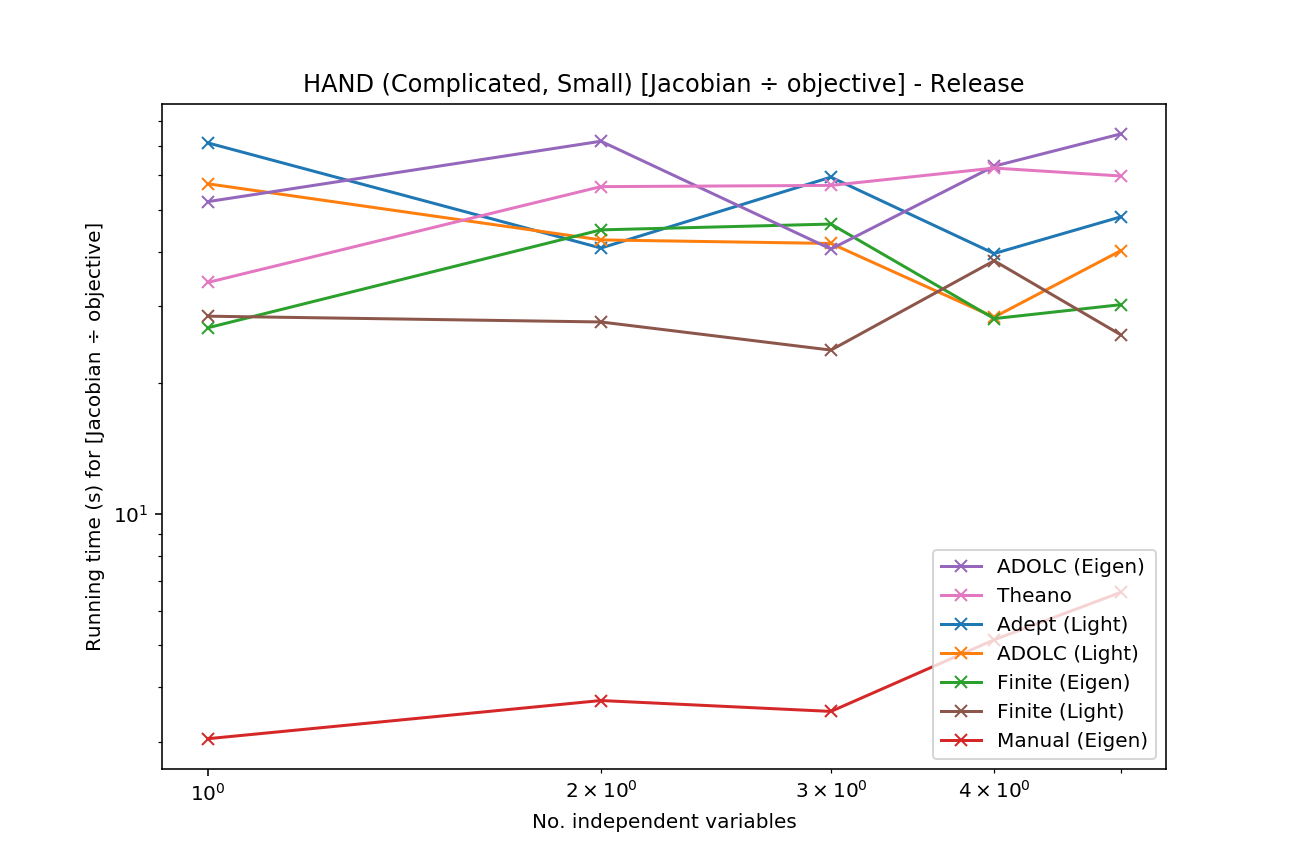 HAND (Complicated, Small) [Jacobian ÷ objective] - Release
Running time (s) for [Jacobian ÷ objective]
10¹
ADOLC (Eigen)
Theano
Adept (Light)
ADOLC (Light)
Finite (Eigen)
Finite (Light)
Manual (Eigen)
10⁰ 2 × 10⁰ 3 × 10⁰ 4 × 10⁰
No. independent variables